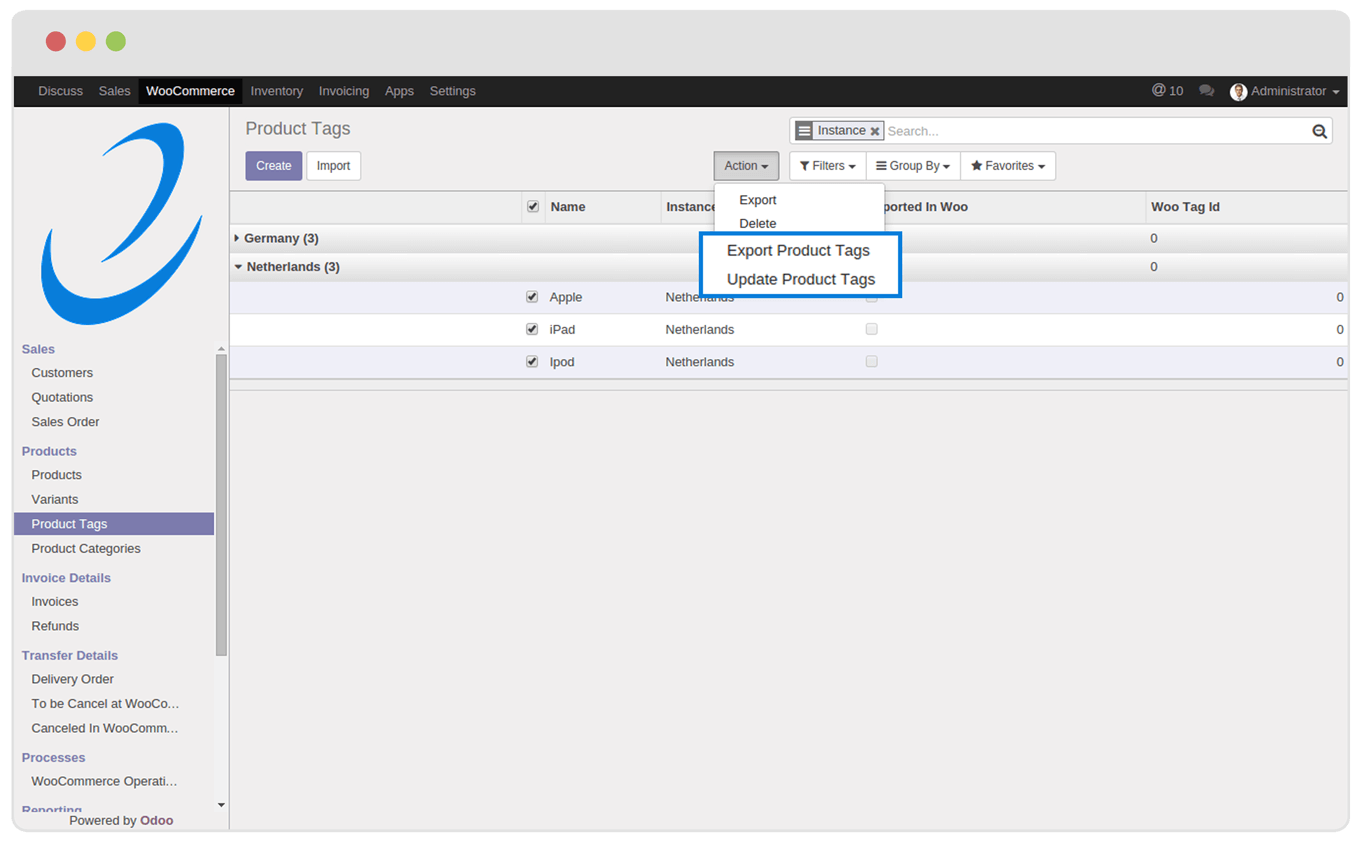 Discuss Sales WooCommerce Inventory Invoicing Apps Settings @ 10 Administrator
Product Tags
Instance Search...
Create Import Action Filters Group By Favorites
Export
Delete
Export Product Tags
Update Product Tags
Name Instance ported In Woo Woo Tag Id
Germany (3) 0
Netherlands (3) 0
Apple Netherlands 0
iPad Netherlands 0
Ipod Netherlands 0
Sales
Customers
Quotations
Sales Order
Products
Products
Variants
Product Tags
Product Categories
Invoice Details
Invoices
Refunds
Transfer Details
Delivery Order
To be Cancel at WooCo...
Canceled In WooComm...
Processes
WooCommerce Operati...
Reporting
Powered by Odoo